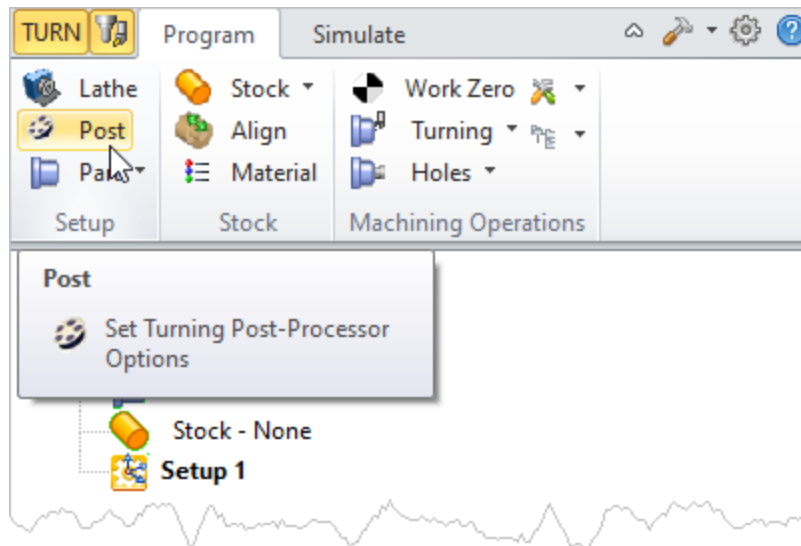 TURN Program Simulate
Lathe Stock Work Zero
Post Align Turning
Material Holes
Setup Stock Machining Operations
Post
Set Turning Post-Processor
Options
Stock - None
Setup 1